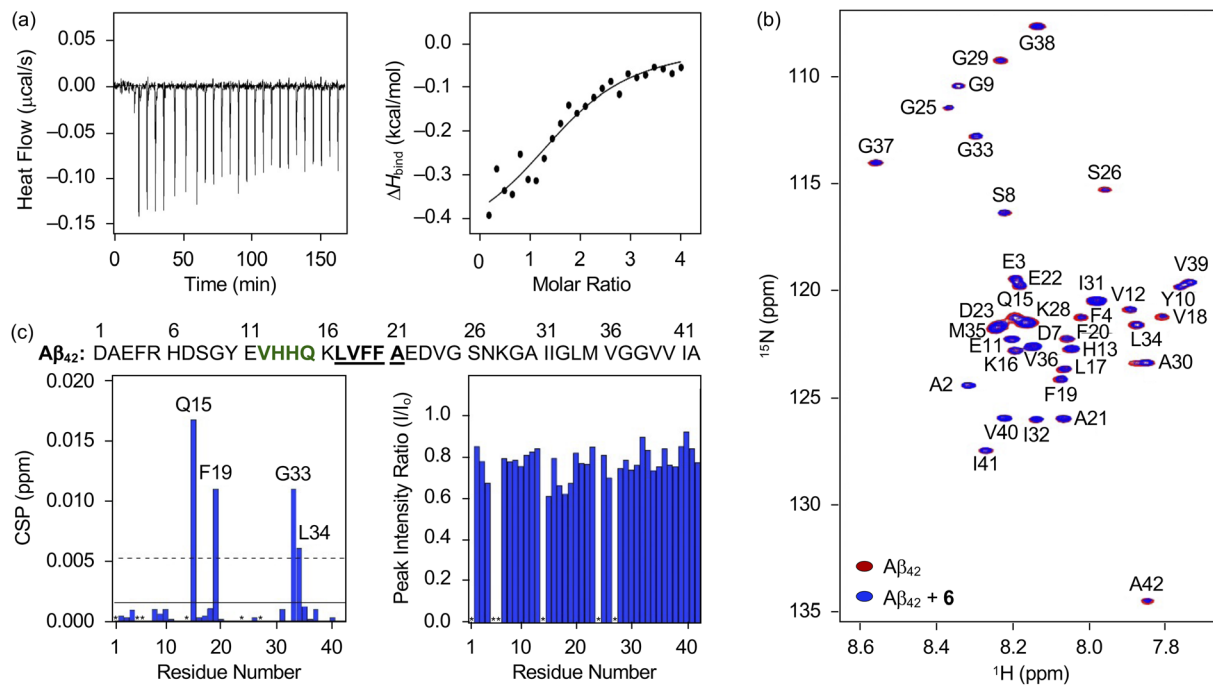 (a)
0.05
0.00
−0.05
−0.10
−0.15
Heat Flow (μcal/s)
0 50 100 150
Time (min)
0.0
−0.1
−0.2
−0.3
−0.4
ΔHbind (kcal/mol)
0 1 2 3 4
Molar Ratio
(b)
G38
G29
G9
G25
G33
G37
S26
S8
E3
E22
I31
V39
Q15
K28
V12
Y10
D23
F4
V18
M35
D7
F20
L34
E11
H13
K16
V36
A30
L17
A2
F19
V40
I32
A21
I41
A42
110
115
120
125
130
135
15N (ppm)
8.6 8.4 8.2 8.0 7.8
1H (ppm)
Aβ42
Aβ42 + 6
(c)
1 6 11 16 21 26 31 36 41
Aβ42: DAEFR HDSGY EVHHQ KLVFF AEDVG SNKGA IIGLM VGGVV IA
0.020
0.015
0.010
0.005
0.000
CSP (ppm)
Q15
F19
G33
L34
* ** * * *
1 10 20 30 40
Residue Number
1.0
0.8
0.6
0.4
0.2
0.0
Peak Intensity Ratio (I/Io)
* ** * * *
1 10 20 30 40
Residue Number